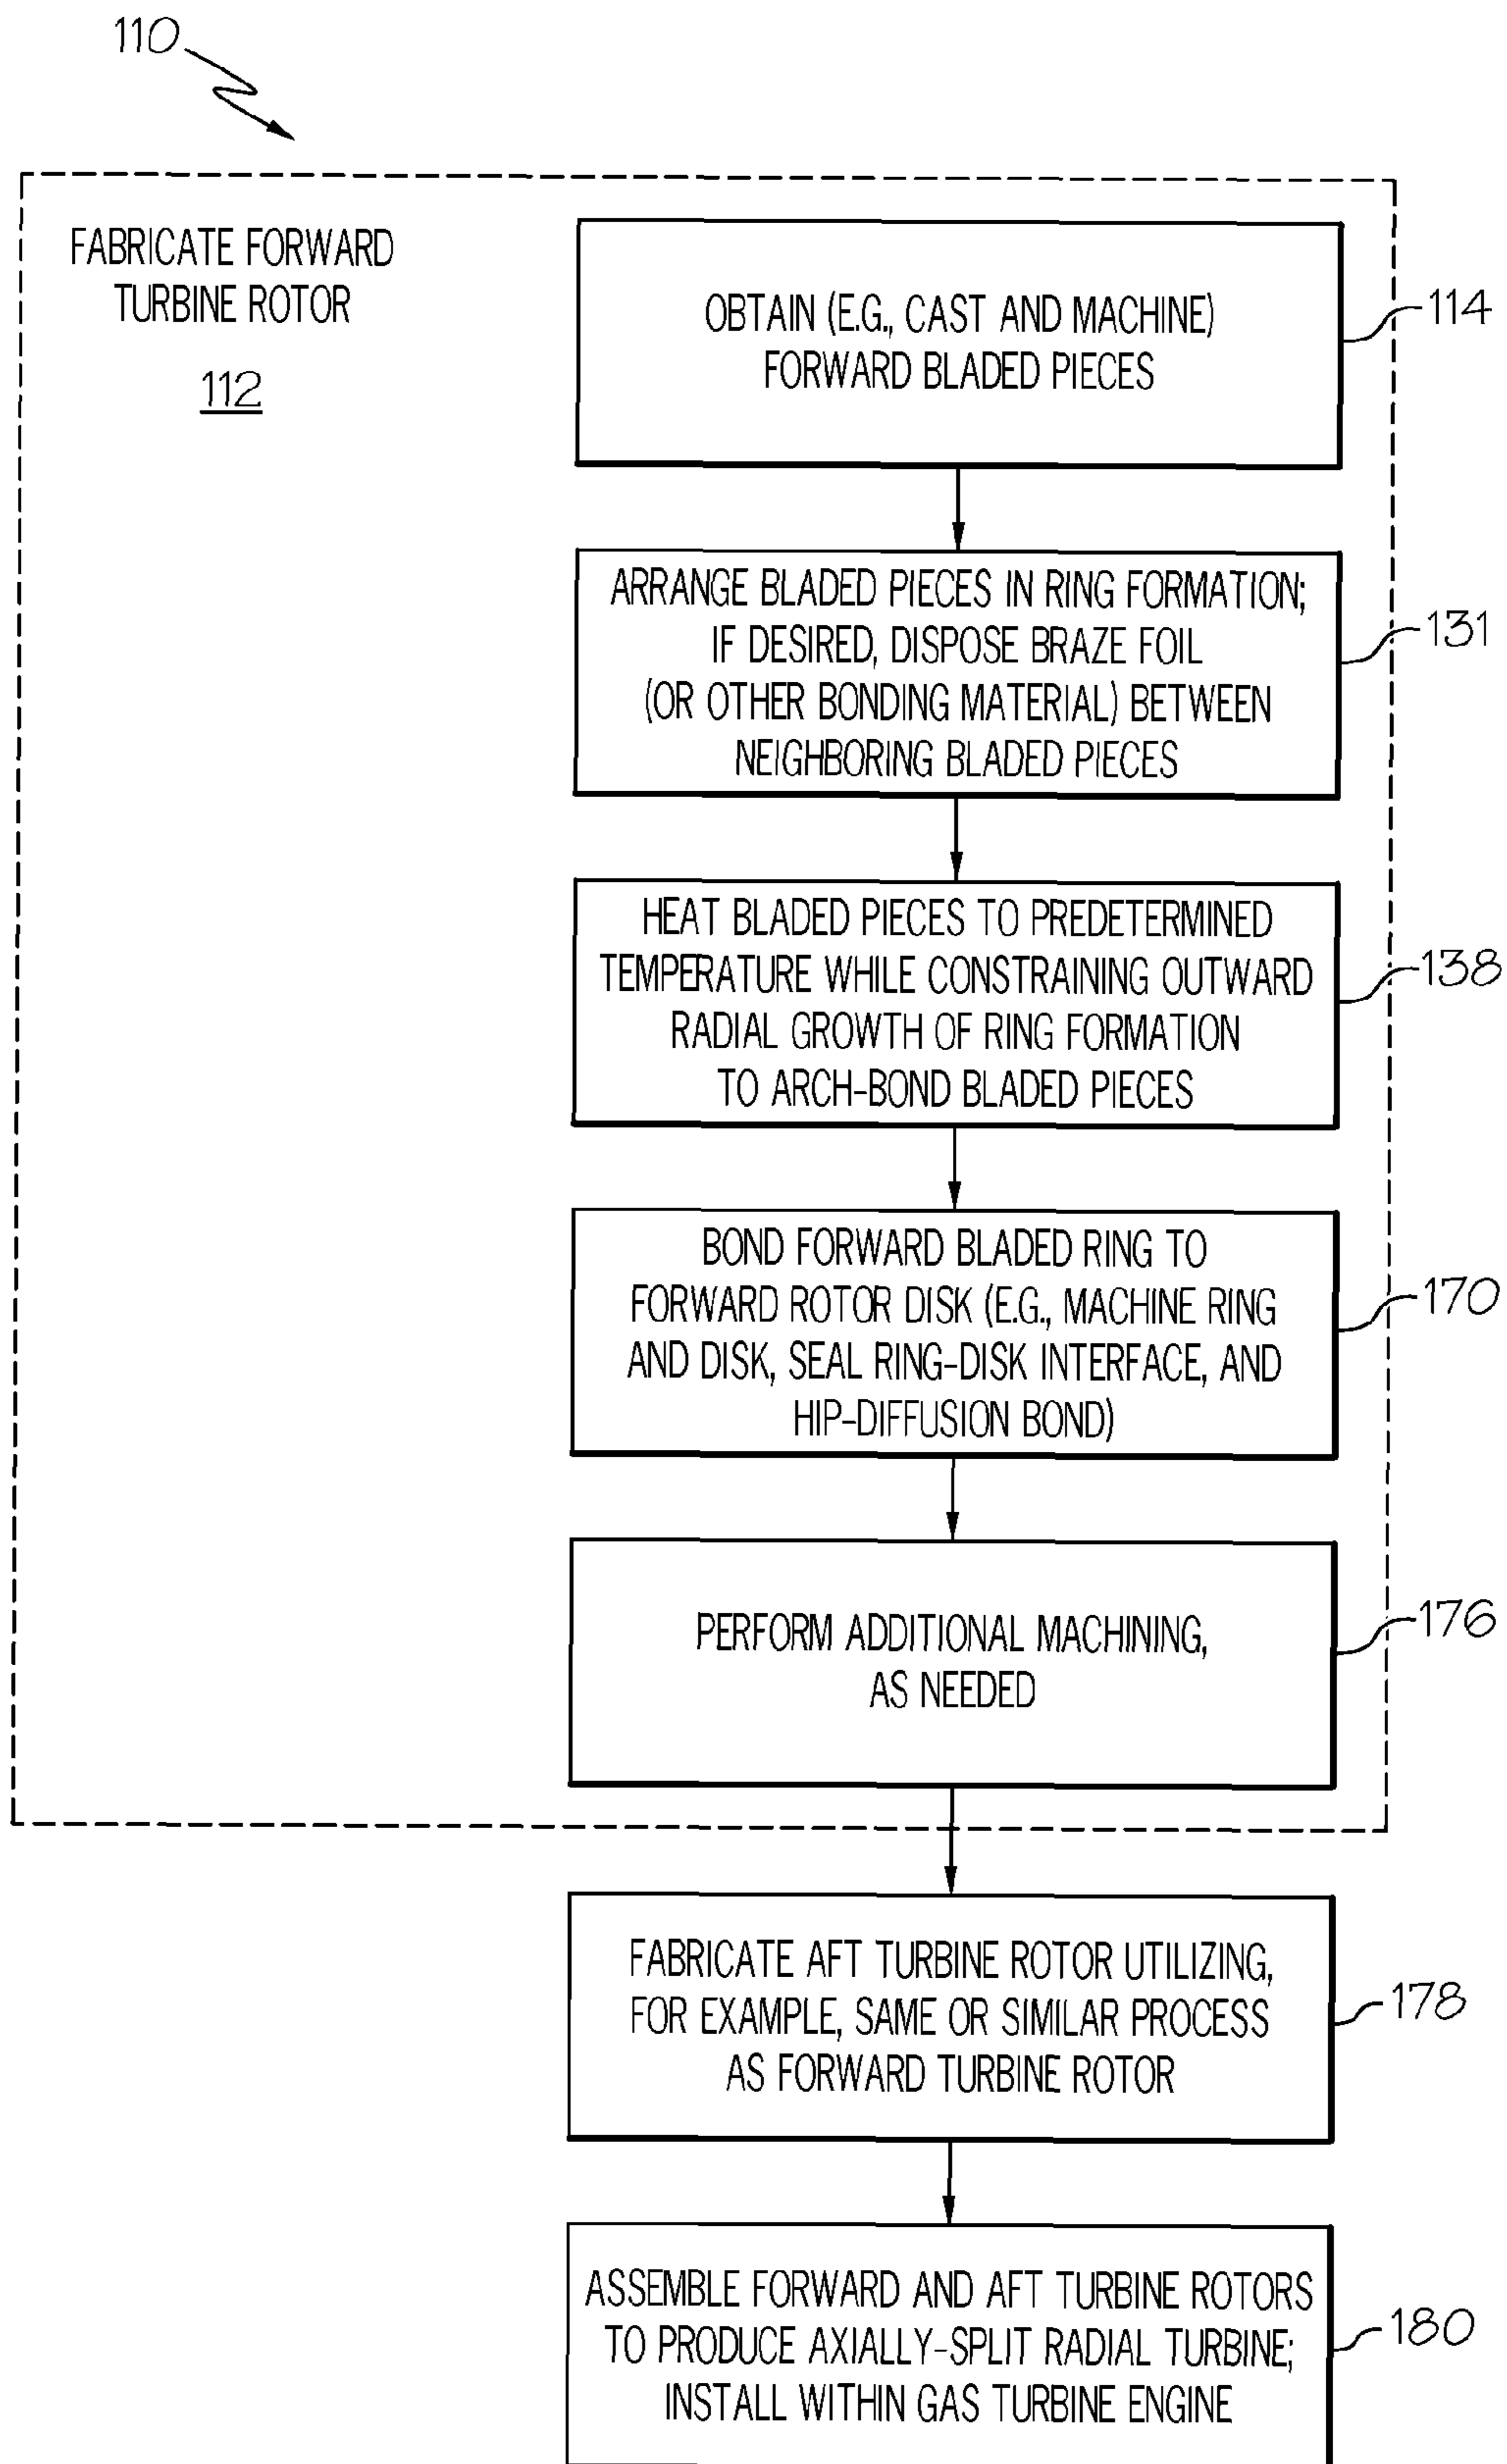 110
FABRICATE FORWARD
TURBINE ROTOR
112
OBTAIN (E.G., CAST AND MACHINE)
FORWARD BLADED PIECES
114
ARRANGE BLADED PIECES IN RING FORMATION;
IF DESIRED, DISPOSE BRAZE FOIL
(OR OTHER BONDING MATERIAL) BETWEEN
NEIGHBORING BLADED PIECES
131
HEAT BLADED PIECES TO PREDETERMINED
TEMPERATURE WHILE CONSTRAINING OUTWARD
RADIAL GROWTH OF RING FORMATION
TO ARCH-BOND BLADED PIECES
138
BOND FORWARD BLADED RING TO
FORWARD ROTOR DISK (E.G., MACHINE RING
AND DISK, SEAL RING-DISK INTERFACE, AND
HIP-DIFFUSION BOND)
170
PERFORM ADDITIONAL MACHINING,
AS NEEDED
176
FABRICATE AFT TURBINE ROTOR UTILIZING,
FOR EXAMPLE, SAME OR SIMILAR PROCESS
AS FORWARD TURBINE ROTOR
178
ASSEMBLE FORWARD AND AFT TURBINE ROTORS
TO PRODUCE AXIALLY-SPLIT RADIAL TURBINE;
INSTALL WITHIN GAS TURBINE ENGINE
180